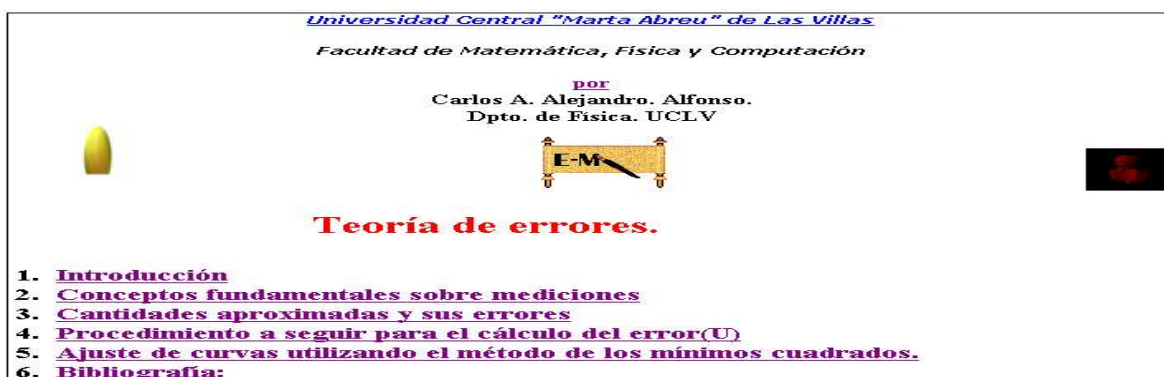 Universidad Central "Marta Abreu" de Las Villas
Facultad de Matemática, Física y Computación
por
Carlos A. Alejandro. Alfonso.
Dpto. de Física. UCLV
E-M
Teoría de errores.
1. Introducción
2. Conceptos fundamentales sobre mediciones
3. Cantidades aproximadas y sus errores
4. Procedimiento a seguir para el cálculo del error(U)
5. Ajuste de curvas utilizando el método de los mínimos cuadrados.
6. Bibliografía: